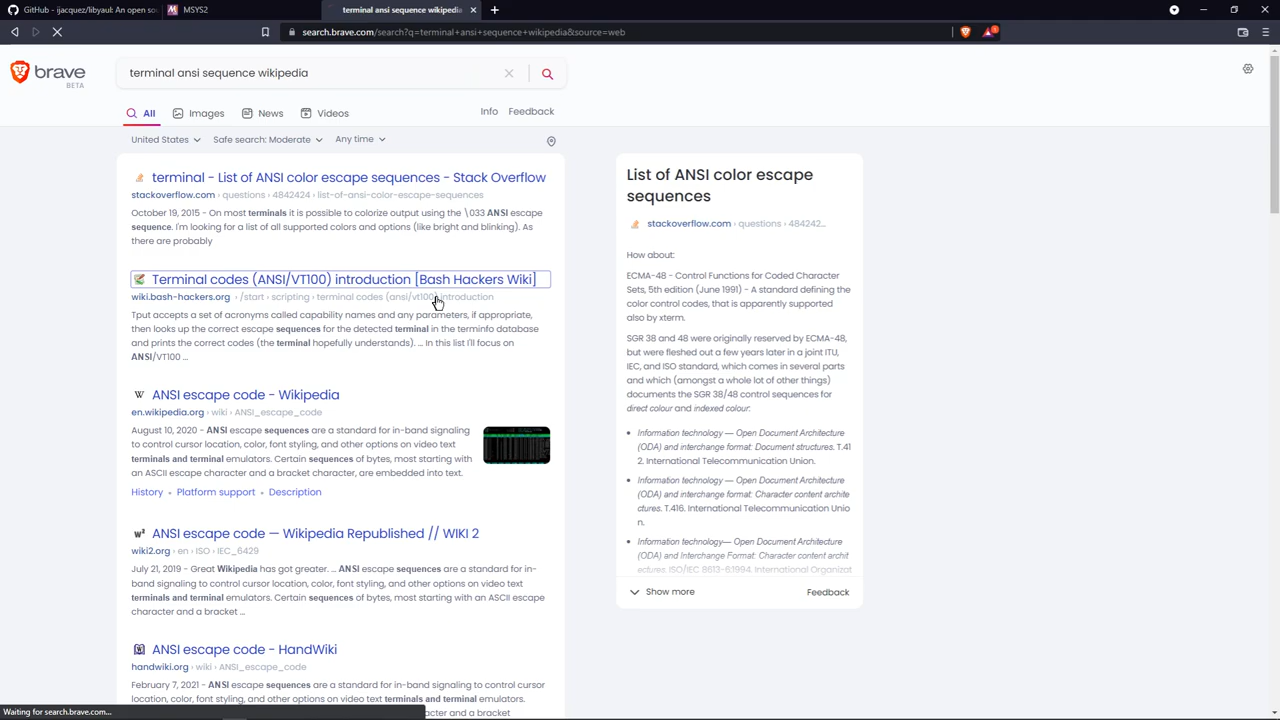 GitHub - ijacquez/libyaul: An open so
MSYS2
terminal ansi sequence wikipedia
search.brave.com/search?q=terminal+ansi+sequence+wikipedia&source=web
brave
BETA
terminal ansi sequence wikipedia
All
Images
News
Videos
Info
Feedback
United States
Safe search: Moderate
Any time
terminal - List of ANSI color escape sequences - Stack Overflow
stackoverflow.com › questions › 4842424 › list-of-ansi-color-escape-sequences
October 19, 2015 - On most terminals it is possible to colorize output using the \033 ANSI escape
sequence. I'm looking for a list of all supported colors and options (like bright and blinking). As
there are probably
Terminal codes (ANSI/VT100) introduction [Bash Hackers Wiki]
wiki.bash-hackers.org › /start › scripting › terminal codes (ansi/vt100) introduction
Tput accepts a set of acronyms called capability names and any parameters, if appropriate,
then looks up the correct escape sequences for the detected terminal in the terminfo database
and prints the correct codes (the terminal hopefully understands). ... In this list I'll focus on
ANSI/VT100 ...
ANSI escape code - Wikipedia
en.wikipedia.org › wiki › ANSI_escape_code
August 10, 2020 - ANSI escape sequences are a standard for in-band signaling
to control cursor location, color, font styling, and other options on video text
terminals and terminal emulators. Certain sequences of bytes, most starting with
an ASCII escape character and a bracket character, are embedded into text.
History • Platform support • Description
ANSI escape code — Wikipedia Republished // WIKI 2
wiki2.org › en › ISO › IEC_6429
July 21, 2019 - Great Wikipedia has got greater. ... ANSI escape sequences are a standard for in-
band signaling to control cursor location, color, font styling, and other options on video text
terminals and terminal emulators. Certain sequences of bytes, most starting with an ASCII escape
character and a bracket ...
ANSI escape code - HandWiki
handwiki.org › wiki › ANSI_escape_code
February 7, 2021 - ANSI escape sequences are a standard for in-band signaling to control cursor
location, color, font styling, and other options on video text terminals and terminal emulators.
cter and a bracket
Waiting for search.brave.com...
List of ANSI color escape
sequences
stackoverflow.com › questions › 484242...
How about:
ECMA-48 - Control Functions for Coded Character
Sets, 5th edition (June 1991) - A standard defining the
color control codes, that is apparently supported
also by xterm.
SGR 38 and 48 were originally reserved by ECMA-48,
but were fleshed out a few years later in a joint ITU,
IEC, and ISO standard, which comes in several parts
and which (amongst a whole lot of other things)
documents the SGR 38/48 control sequences for
direct colour and indexed colour:
• Information technology — Open Document Architecture
(ODA) and interchange format: Document structures. T.41
2. International Telecommunication Union.
• Information technology — Open Document Architecture
(ODA) and interchange format: Character content archite
ctures. T.416. International Telecommunication Unio
n.
• Information technology— Open Document Architecture
(ODA) and Interchange Format: Character content archit
ectures. ISO/IEC 8613-6:1994. International Organizat
Show more
Feedback